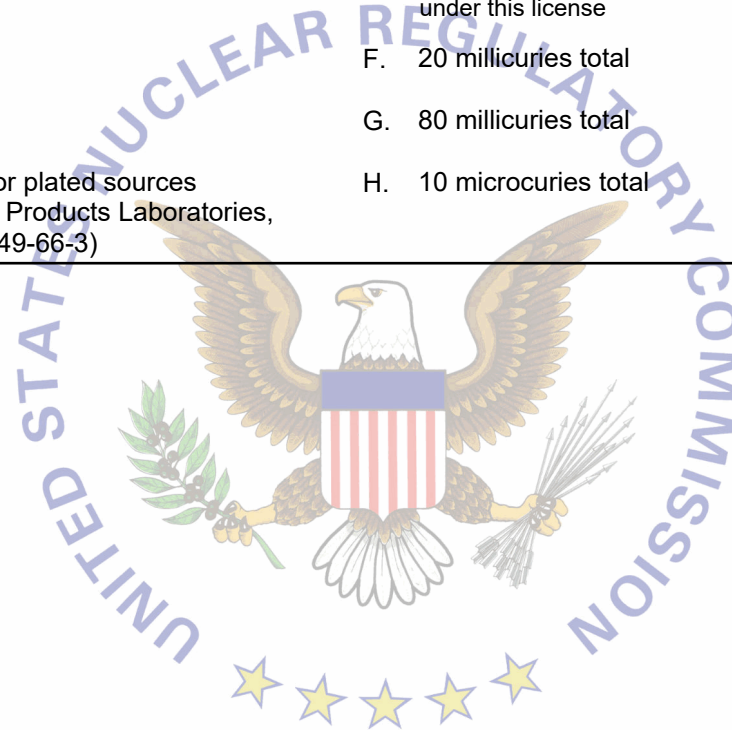 under this license
F. 20 millicuries total
G. 80 millicuries total
or plated sources
H. 10 microcuries total
Products Laboratories,
49-66-3)
UNITED STATES NUCLEAR REGULATORY COMMISSION